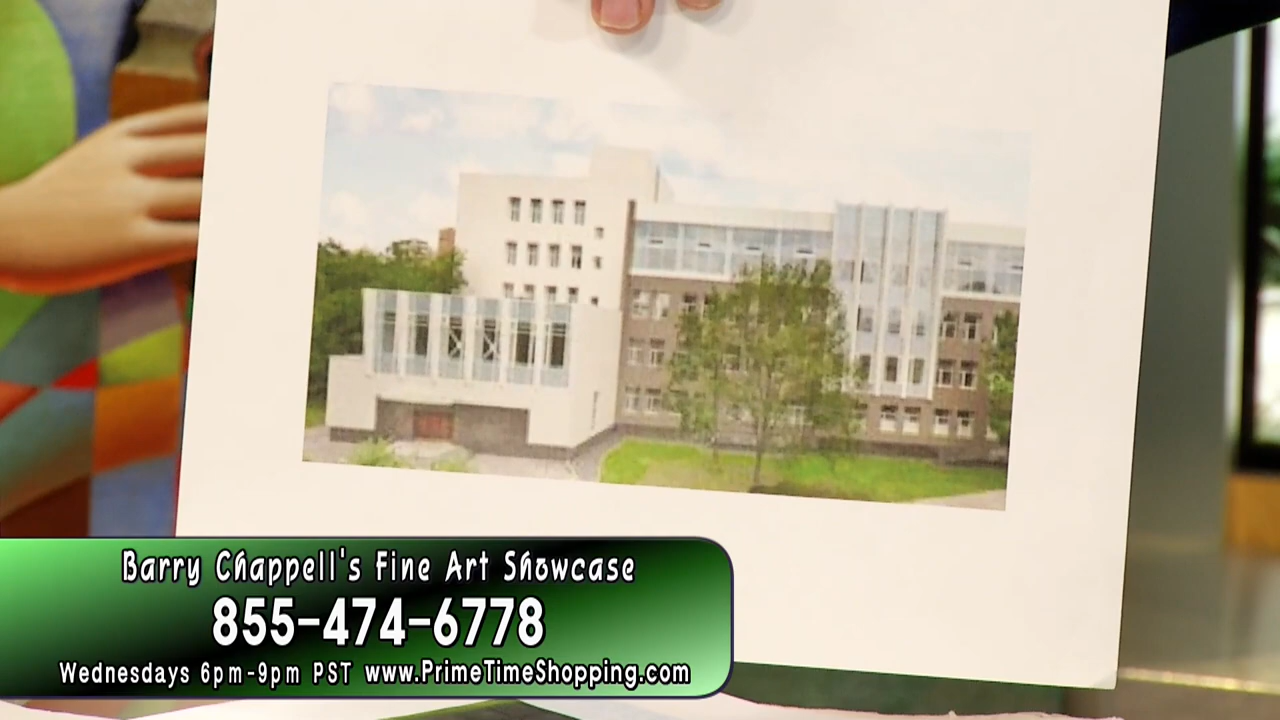 Barry Chappell's Fine Art Showcase
855-474-6778
Wednesdays 6pm-9pm PST www.PrimeTimeShopping.com